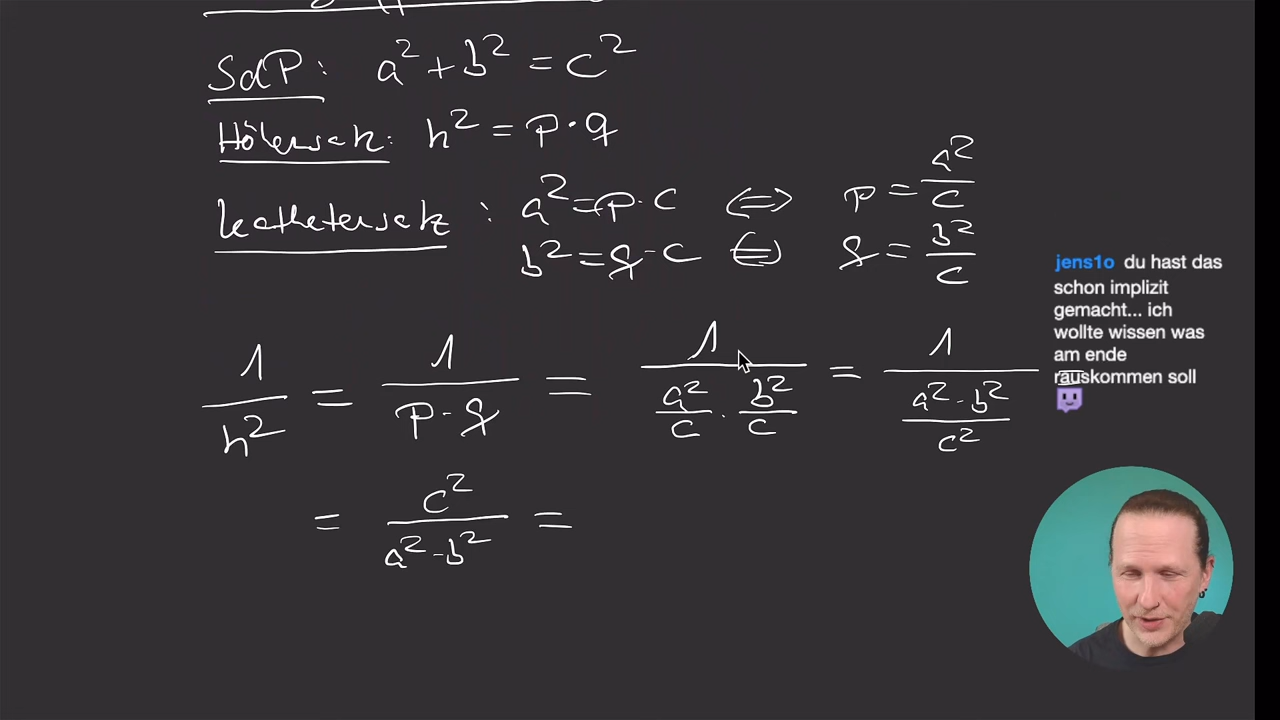 SdP: a² + b² = c²
Höhensatz: h² = p · q
Kathetensatz: a² = p · c ⇔ p = a²/c
b² = q · c ⇔ q = b²/c
1/h² = 1/(p · q) = 1/(a²/c · b²/c) = 1/((a² · b²)/c²)
= c²/(a² · b²) =
jens1o du hast das
schon implizit
gemacht... ich
wollte wissen was
am ende
rauskommen soll